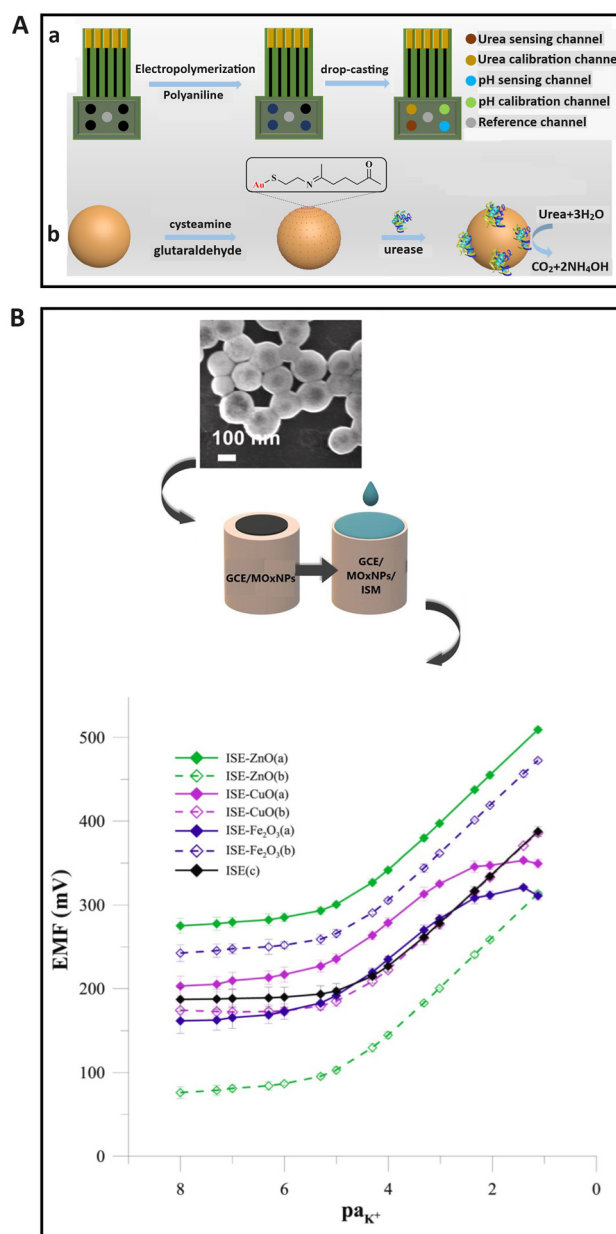 A
a
Electropolymerization
Polyaniline
drop-casting
Urea sensing channel
Urea calibration channel
pH sensing channel
pH calibration channel
Reference channel
Au
S
N
O
b
cysteamine
glutaraldehyde
urease
Urea+3H₂O
CO₂+2NH₄OH
B
100 nm
GCE/MOxNPs
GCE/
MOxNPs/
ISM
ISE-ZnO(a)
ISE-ZnO(b)
ISE-CuO(a)
ISE-CuO(b)
ISE-Fe₂O₃(a)
ISE-Fe₂O₃(b)
ISE(c)
EMF (mV)
500
400
300
200
100
0
8
6
4
2
pa_K⁺